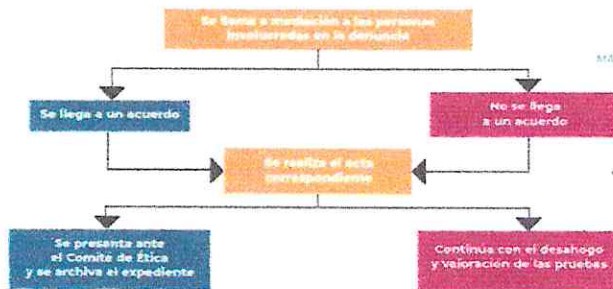 Se llama a mediación a las personas
involucradas en la denuncia
Se llega a un acuerdo
No se llega
a un acuerdo
Se realiza el acta
correspondiente
Se presenta ante
el Comité de Ética
y se archiva el expediente
Continúa con el desahogo
y valoración de las pruebas